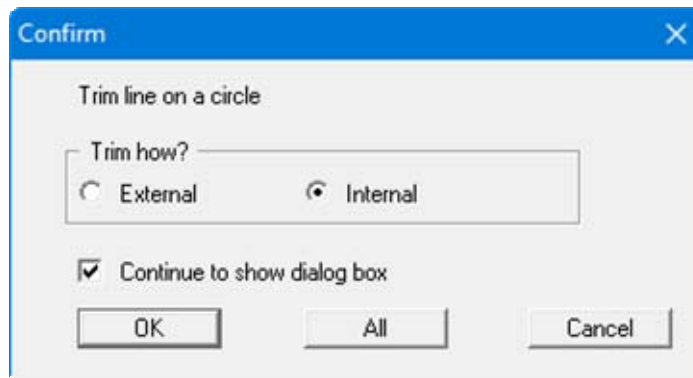 Confirm
Trim line on a circle
Trim how?
External Internal
Continue to show dialog box
OK All Cancel